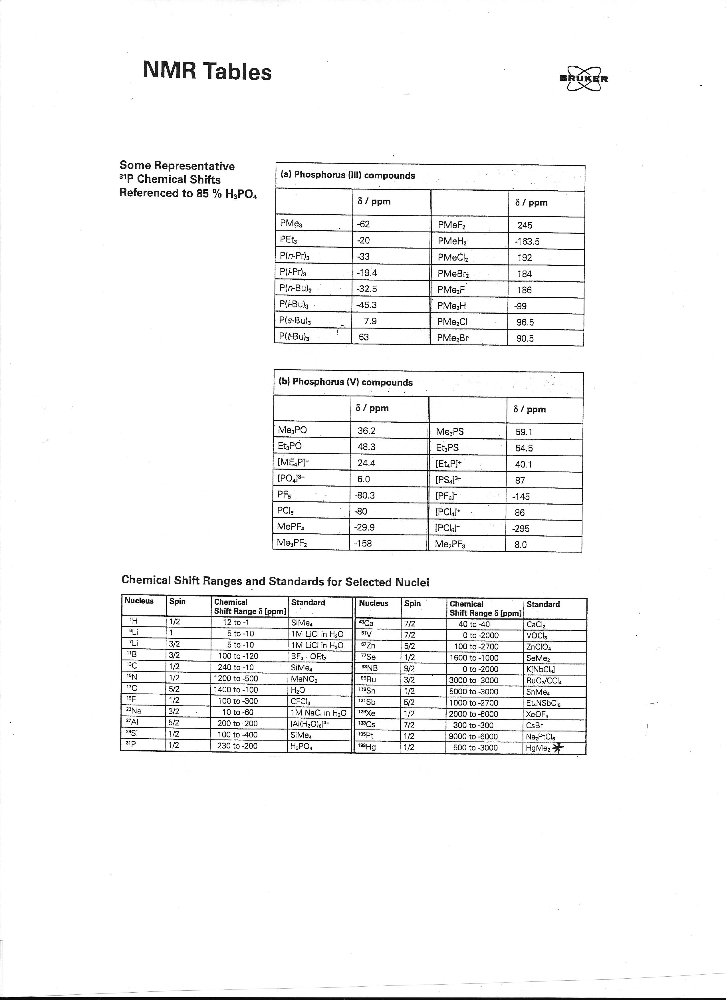 NMR Tables
BRUKER
Some Representative
³¹P Chemical Shifts
Referenced to 85 % H₃PO₄
(a) Phosphorus (III) compounds
δ / ppm δ / ppm
PMe₃ -62 PMeF₂ 245
PEt₃ -20 PMeH₂ -163.5
P(n-Pr)₃ -33 PMeCl₂ 192
P(i-Pr)₃ -19.4 PMeBr₂ 184
P(n-Bu)₃ -32.5 PMe₂F 186
P(i-Bu)₃ -45.3 PMe₂H -99
P(s-Bu)₃ 7.9 PMe₂Cl 96.5
P(t-Bu)₃ 63 PMe₂Br 90.5
(b) Phosphorus (V) compounds
δ / ppm δ / ppm
Me₃PO 36.2 Me₃PS 59.1
Et₃PO 48.3 Et₃PS 54.5
[ME₄P]⁺ 24.4 [Et₄P]⁺ 40.1
[PO₄]³⁻ 6.0 [PS₄]³⁻ 87
PF₅ -80.3 [PF₆]⁻ -145
PCl₅ -80 [PCl₄]⁺ 86
MePF₄ -29.9 [PCl₆]⁻ -295
Me₃PF₂ -158 Me₂PF₃ 8.0
Chemical Shift Ranges and Standards for Selected Nuclei
Nucleus Spin Chemical Standard Nucleus Spin Chemical Standard
Shift Range δ [ppm] Shift Range δ [ppm]
¹H 1/2 12 to -1 SiMe₄ ⁴³Ca 7/2 40 to -40 CaCl₂
⁶Li 1 5 to -10 1M LiCl in H₂O ⁵¹V 7/2 0 to -2000 VOCl₃
⁷Li 3/2 5 to -10 1M LiCl in H₂O ⁶⁷Zn 5/2 100 to -2700 ZnClO₄
¹¹B 3/2 100 to -120 BF₃ · OEt₂ ⁷⁷Se 1/2 1600 to -1000 SeMe₂
¹³C 1/2 240 to -10 SiMe₄ ⁹³NB 9/2 0 to -2000 K[NbCl₆]
¹⁵N 1/2 1200 to -500 MeNO₂ ⁹⁹Ru 3/2 3000 to -3000 RuO₃/CCl₄
¹⁷O 5/2 1400 to -100 H₂O ¹¹⁹Sn 1/2 5000 to -3000 SnMe₄
¹⁹F 1/2 100 to -300 CFCl₃ ¹²¹Sb 5/2 1000 to -2700 Et₄NSbCl₆
²³Na 3/2 10 to -60 1M NaCl in H₂O ¹²⁹Xe 1/2 2000 to -6000 XeOF₄
²⁷Al 5/2 200 to -200 [Al(H₂O)₆]³⁺ ¹³³Cs 7/2 300 to -300 CsBr
²⁹Si 1/2 100 to -400 SiMe₄ ¹⁹⁵Pt 1/2 9000 to -6000 Na₂PtCl₆
³¹P 1/2 230 to -200 H₃PO₄ ¹⁹⁹Hg 1/2 500 to -3000 HgMe₂ *